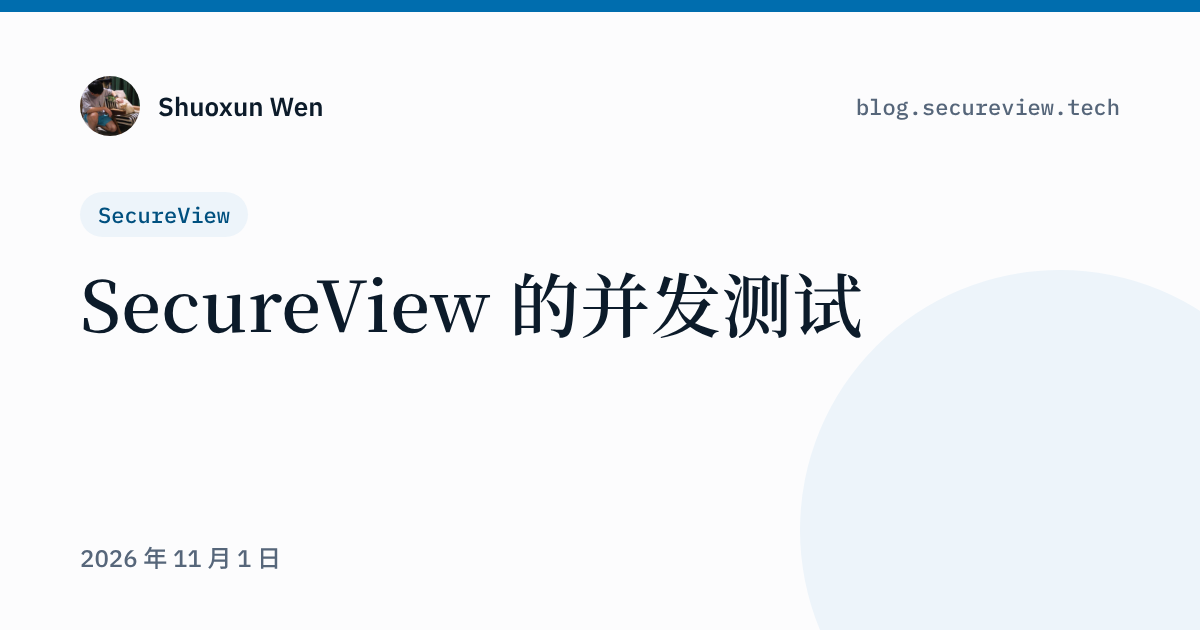 Shuoxun Wen
blog.secureview.tech
SecureView
SecureView 的并发测试
2026 年 11 月 1 日